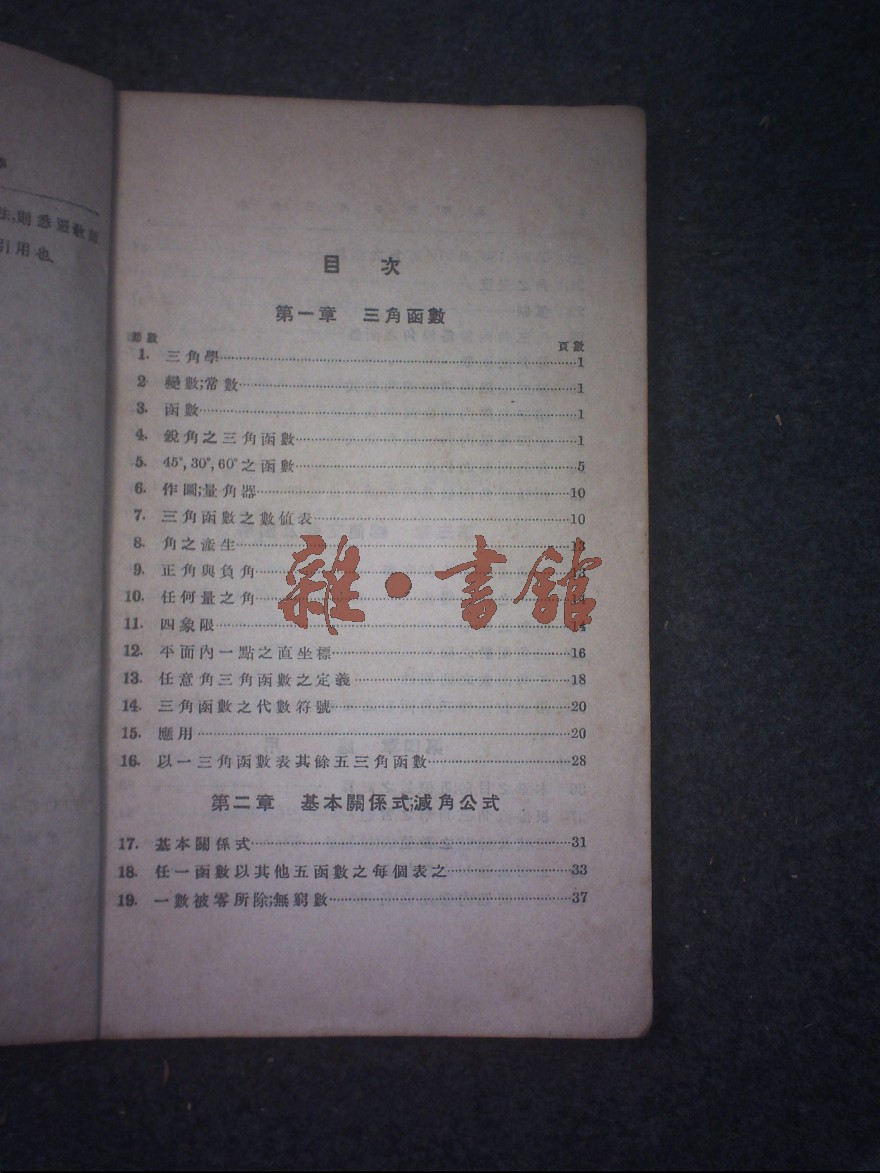 引用也.
目 次
第一章 三角函數
節數 頁數
1. 三角學 1
2 變數;常數 1
3. 函數 1
4. 銳角之三角函數 1
5. 45°, 30°, 60° 之函數 5
6. 作圖;量角器 10
7. 三角函數之數値表 10
8. 角之產生
9. 正角與負角
10. 任何量之角
11. 四象限 14
12. 平面內一點之直坐標 16
13. 任意角三角函數之定義 18
14. 三角函數之代數符號 20
15. 應用 20
16. 以一三角函數表其餘五三角函數 28
第二章 基本關係式;減角公式
17. 基本關係式 31
18. 任一函數以其他五函數之每個表之 33
19. 一數被零所除;無窮數 37
雜·書館